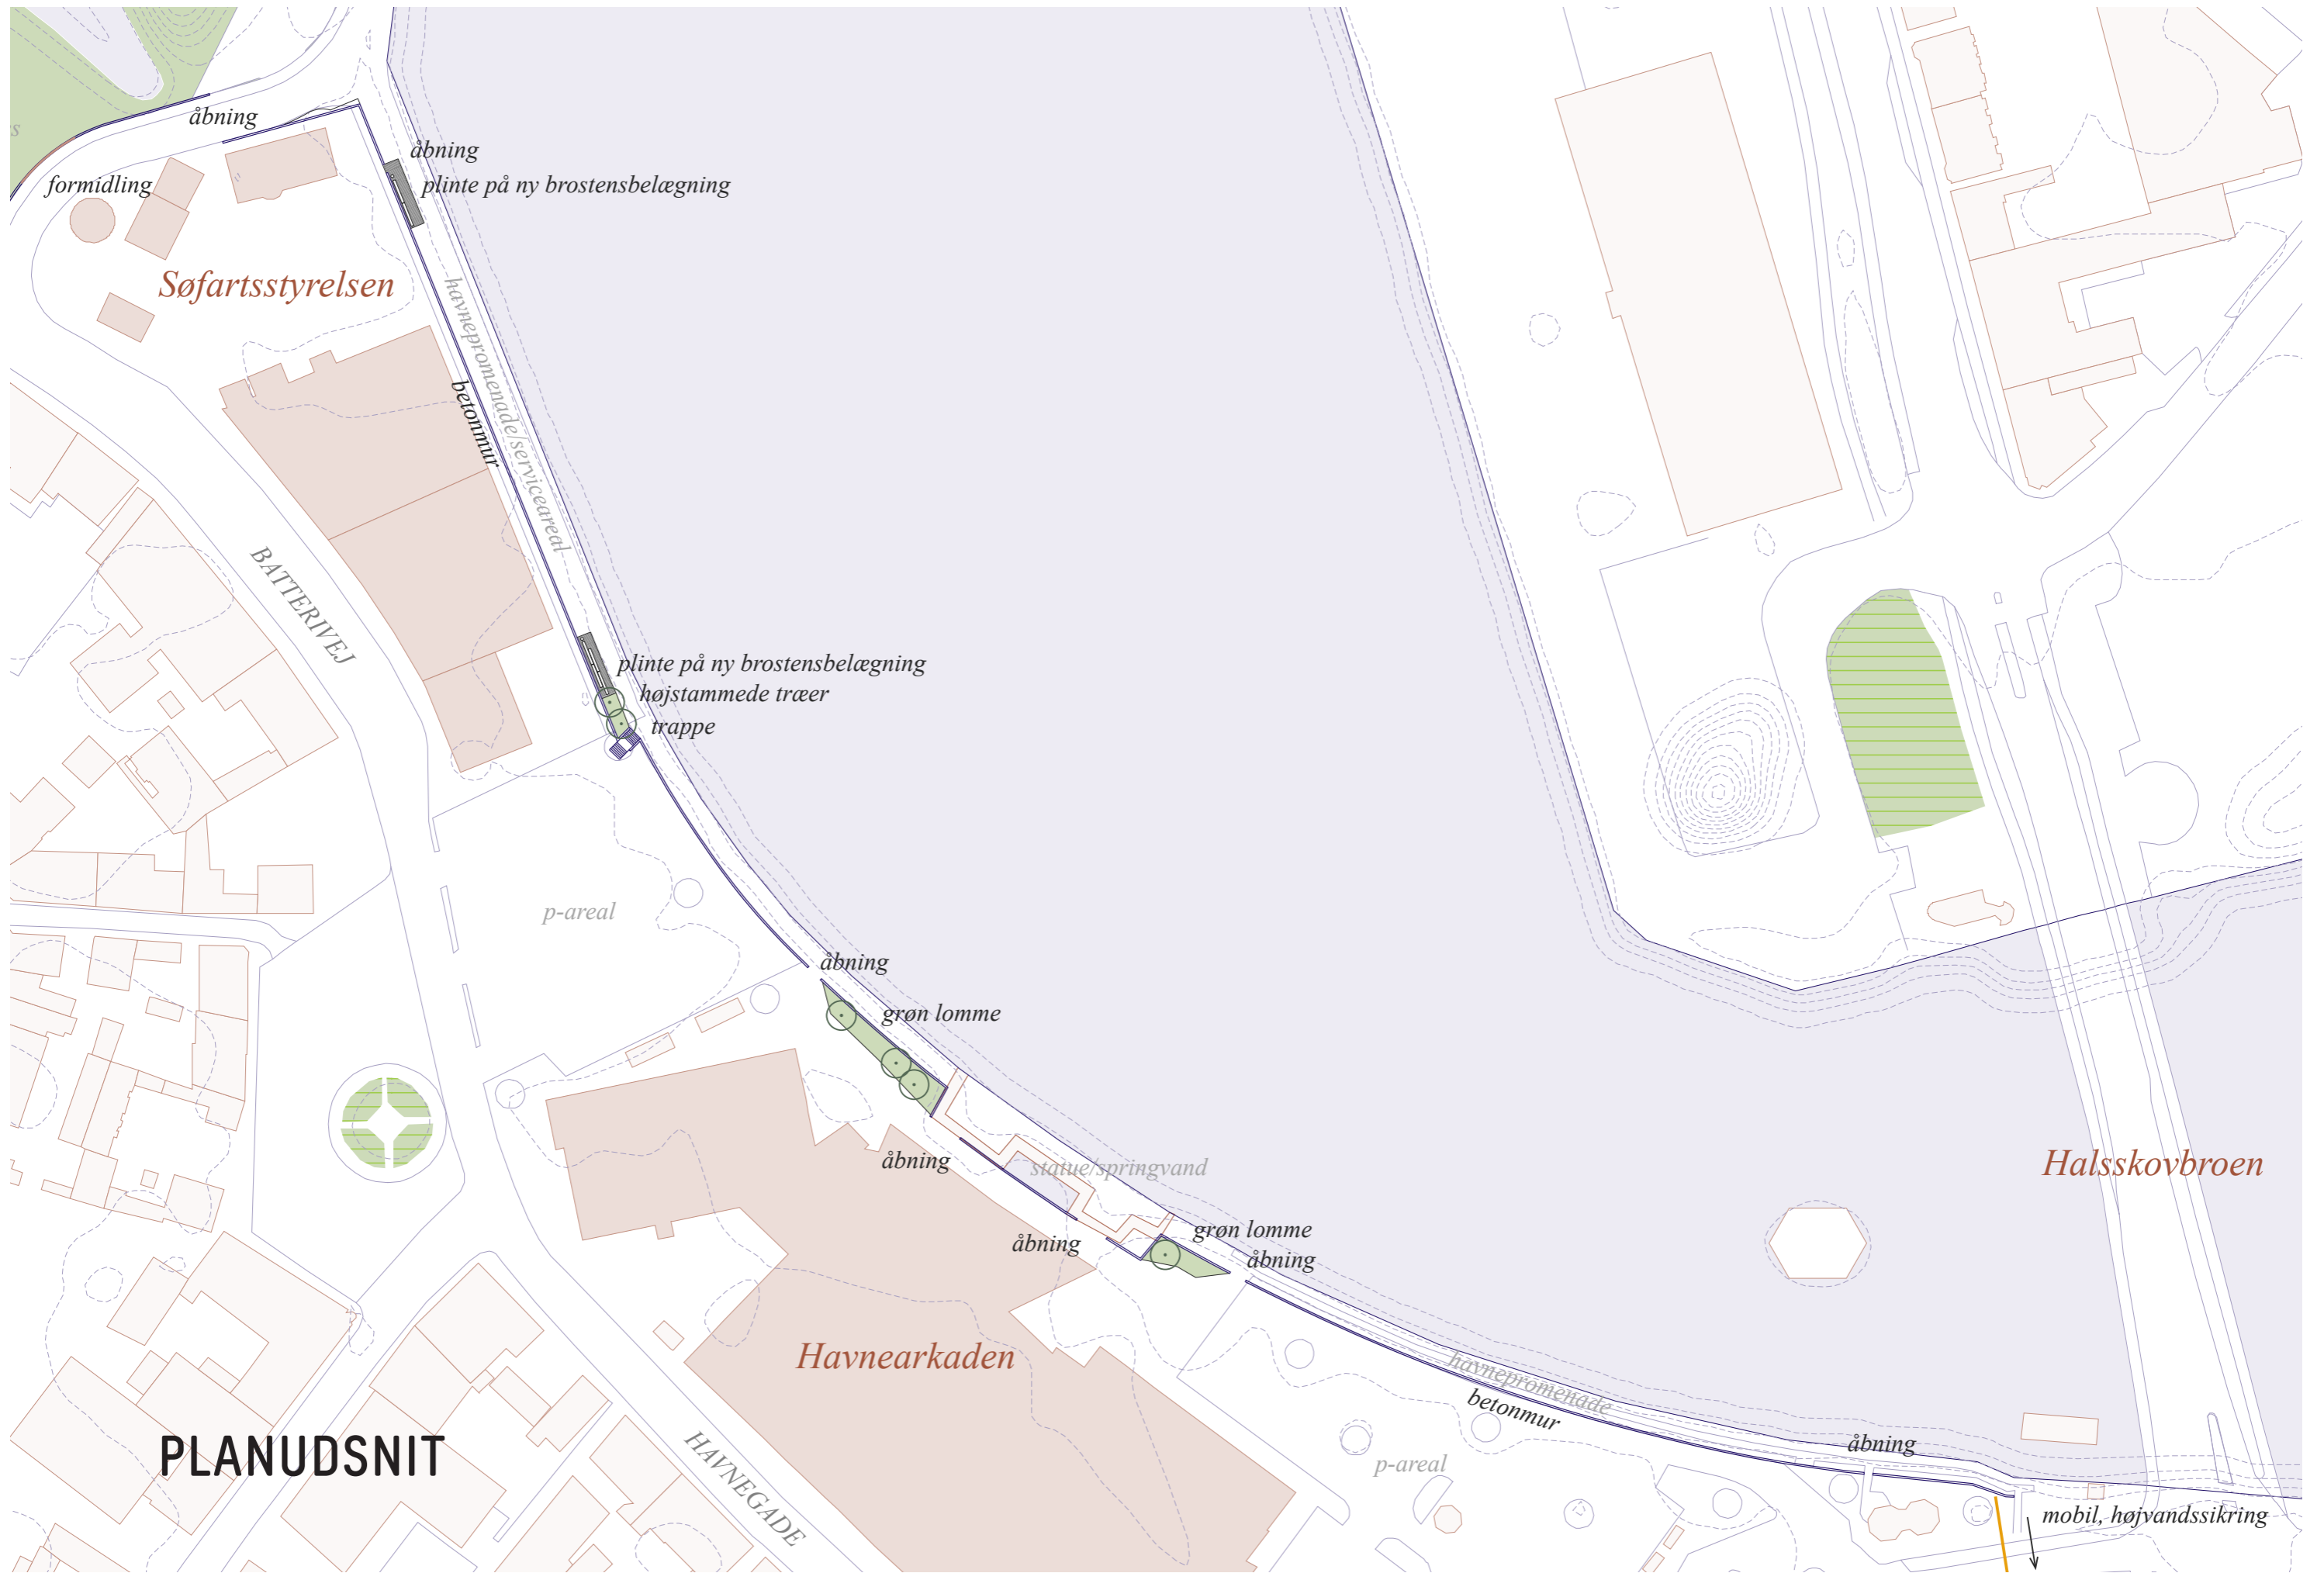 åbning
s
åbning
formidling
plinte på ny brostensbelægning
Søfartsstyrelsen
havnepromenade/serviceareal
betonmur
BATTERIVEJ
plinte på ny brostensbelægning
højstammede træer
trappe
p-areal
åbning
grøn lomme
åbning
statue/springvand
Halsskovbroen
grøn lomme
åbning
åbning
Havnearkaden
havnepromenade
betonmur
PLANUDSNIT
HAVNEGADE
åbning
p-areal
mobil, højvandssikring